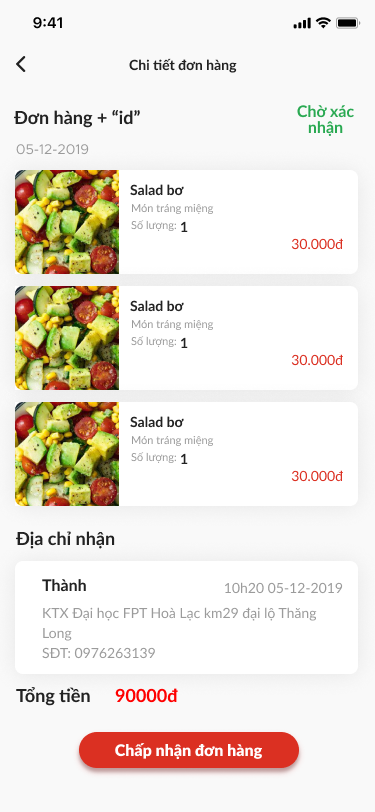 9:41
Chi tiết đơn hàng
Đơn hàng + “id”
Chờ xác
nhận
05-12-2019
Salad bơ
Món tráng miệng
Số lượng: 1
30.000đ
Salad bơ
Món tráng miệng
Số lượng: 1
30.000đ
Salad bơ
Món tráng miệng
Số lượng: 1
30.000đ
Địa chỉ nhận
Thành
10h20 05-12-2019
KTX Đại học FPT Hoà Lạc km29 đại lộ Thăng
Long
SĐT: 0976263139
Tổng tiền 90000đ
Chấp nhận đơn hàng